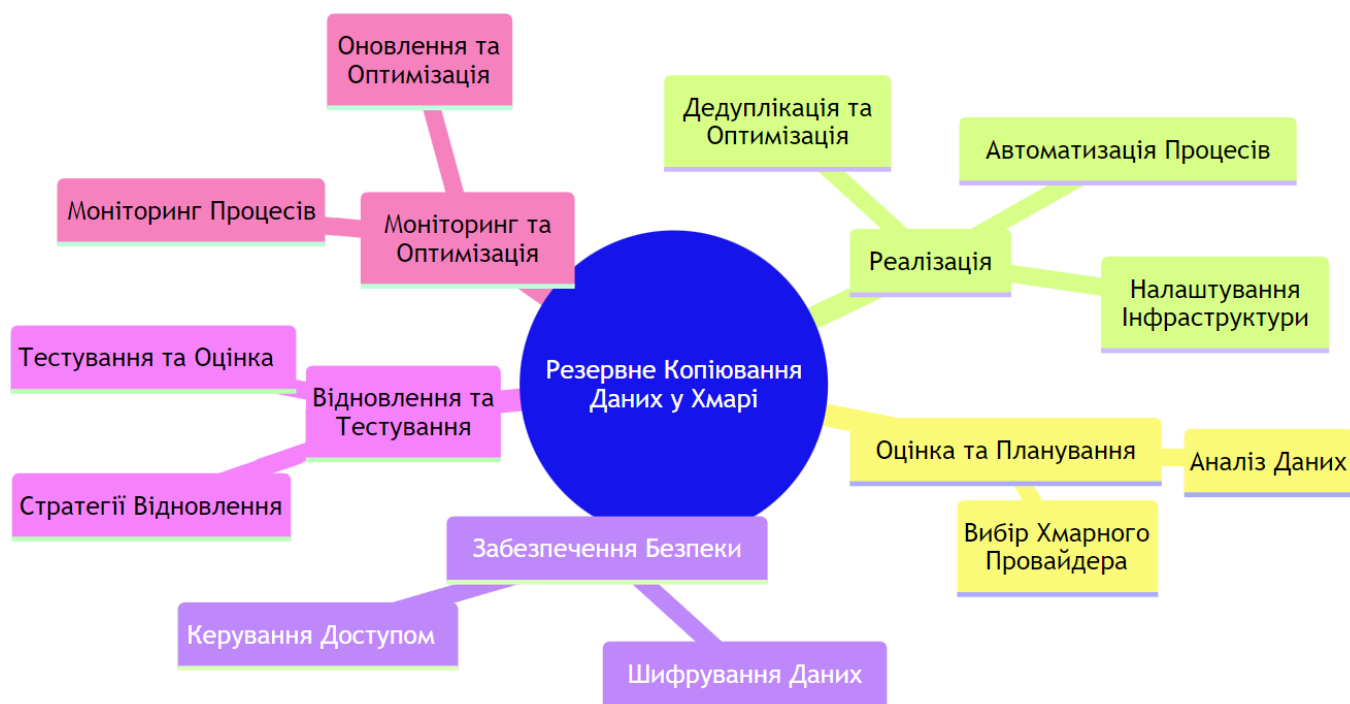 Оновлення та
Оптимізація
Моніторинг Процесів
Моніторинг та
Оптимізація
Дедуплікація та
Оптимізація
Автоматизація Процесів
Реалізація
Налаштування
Інфраструктури
Резервне Копіювання
Даних у Хмарі
Тестування та Оцінка
Відновлення та
Тестування
Стратегії Відновлення
Оцінка та Планування
Аналіз Даних
Вибір Хмарного
Провайдера
Забезпечення Безпеки
Керування Доступом
Шифрування Даних